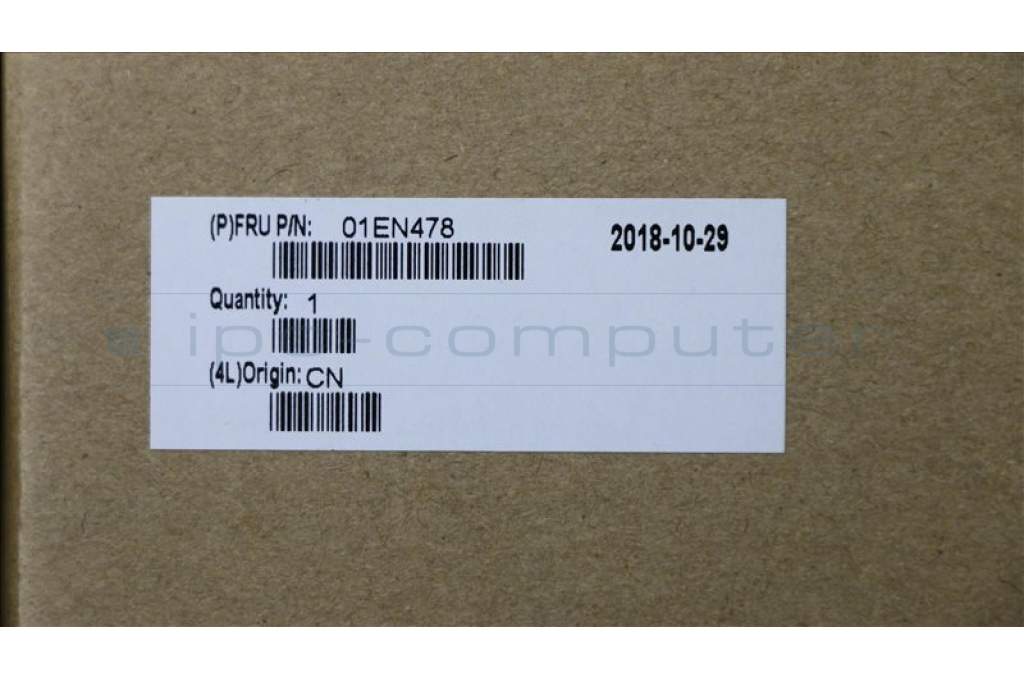 (P)FRU P/N: 01EN478
2018-10-29
Quantity: 1
ipc-computer
(4L)Origin: CN